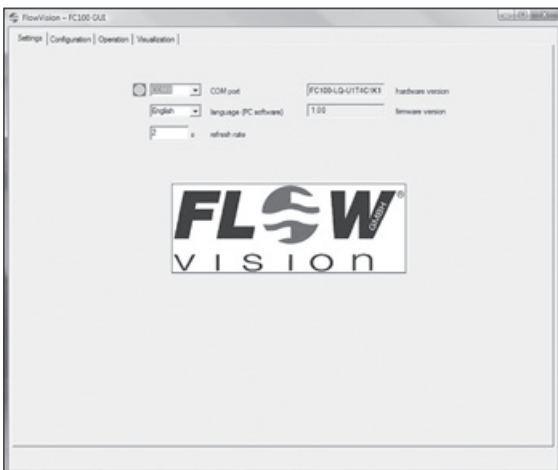 FlowVision - FC100 GUI
Settings Configuration Operation Visualization
COM port FC100-LQ-U1T4C1K1 hardware version
English language (PC software) 1.00 firmware version
2 s refresh rate
FLOW ®
GMBH
vision